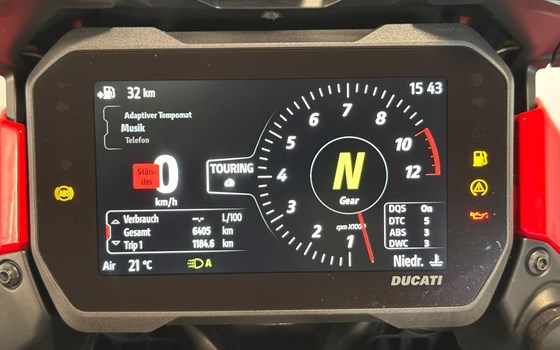 32 km
15 43
Adaptiver Tempomat
Musik
Telefon
Stän-
der
0
km/h
TOURING
1
2
3
4
5
6
7
8
10
12
N
Gear
rpm x1000
Verbrauch --,- L/100
Gesamt 6405 km
Trip 1 1184.6 km
DQS On
DTC 5
ABS 3
DWC 3
Air 21 °C
A
Niedr.
ABS
DUCATI